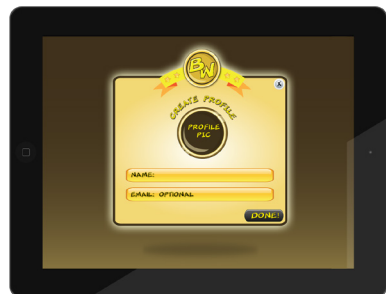 BW
CREATE PROFILE
PROFILE
PIC
NAME:
EMAIL: OPTIONAL
DONE!